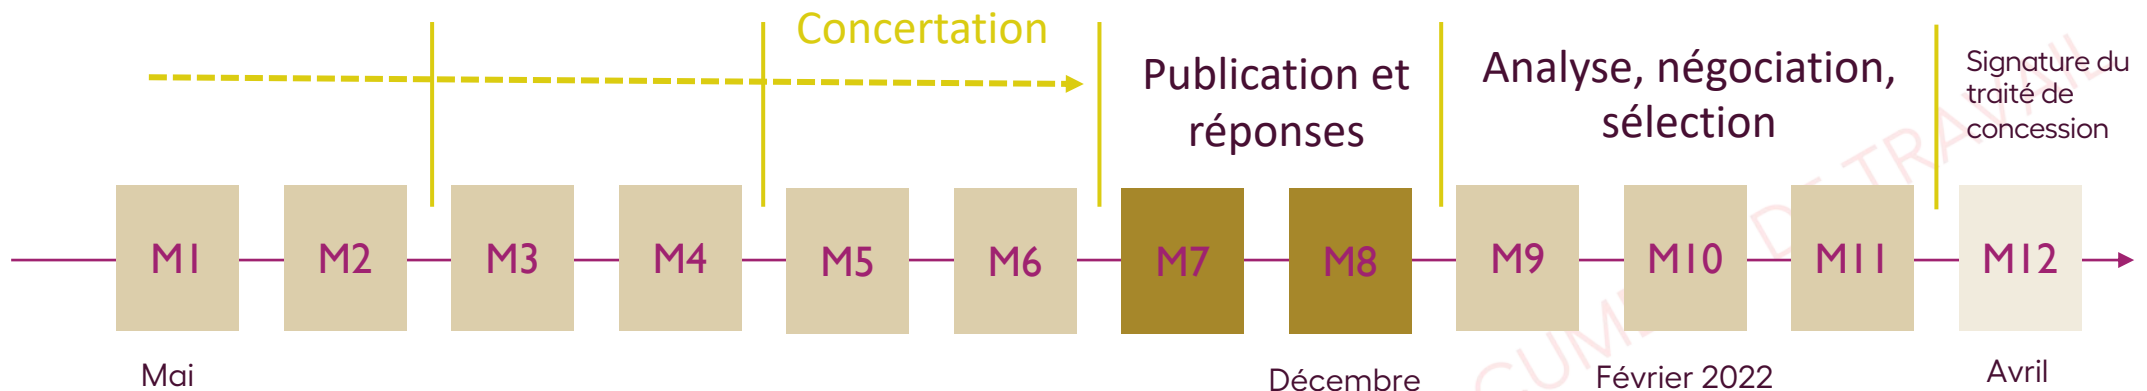 Concertation
Publication et
réponses
Analyse, négociation,
sélection
Signature du
traité de
concession
M1
M2
M3
M4
M5
M6
M7
M8
M9
M10
M11
M12
Mai
Décembre
Février 2022
Avril